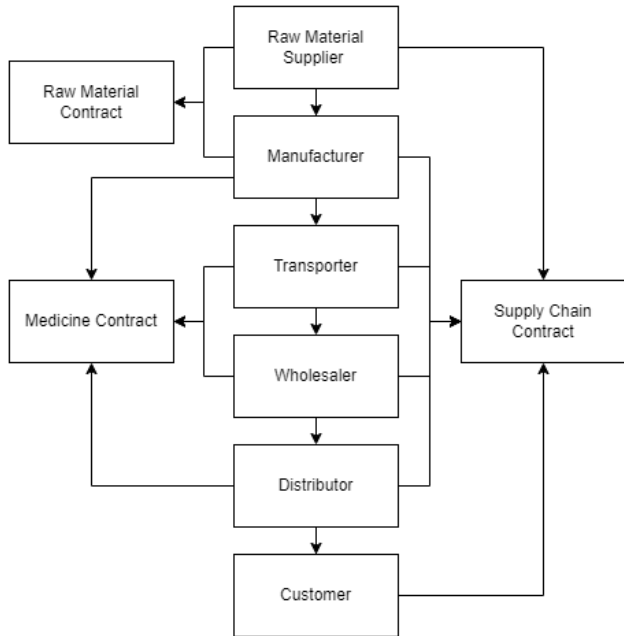 Raw Material
Supplier
Raw Material
Contract
Manufacturer
Transporter
Medicine Contract
Supply Chain
Contract
Wholesaler
Distributor
Customer